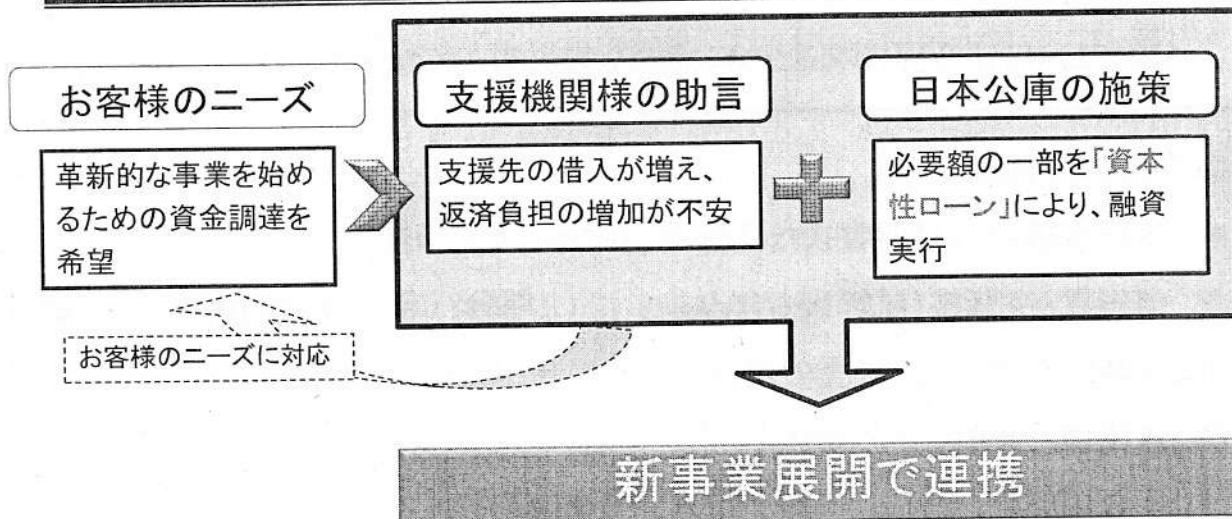 お客様のニーズ
革新的な事業を始め
るための資金調達を
希望
支援機関様の助言
支援先の借入が増え、
返済負担の増加が不安
日本公庫の施策
必要額の一部を「資本
性ローン」により、融資
実行
お客様のニーズに対応
新事業展開で連携